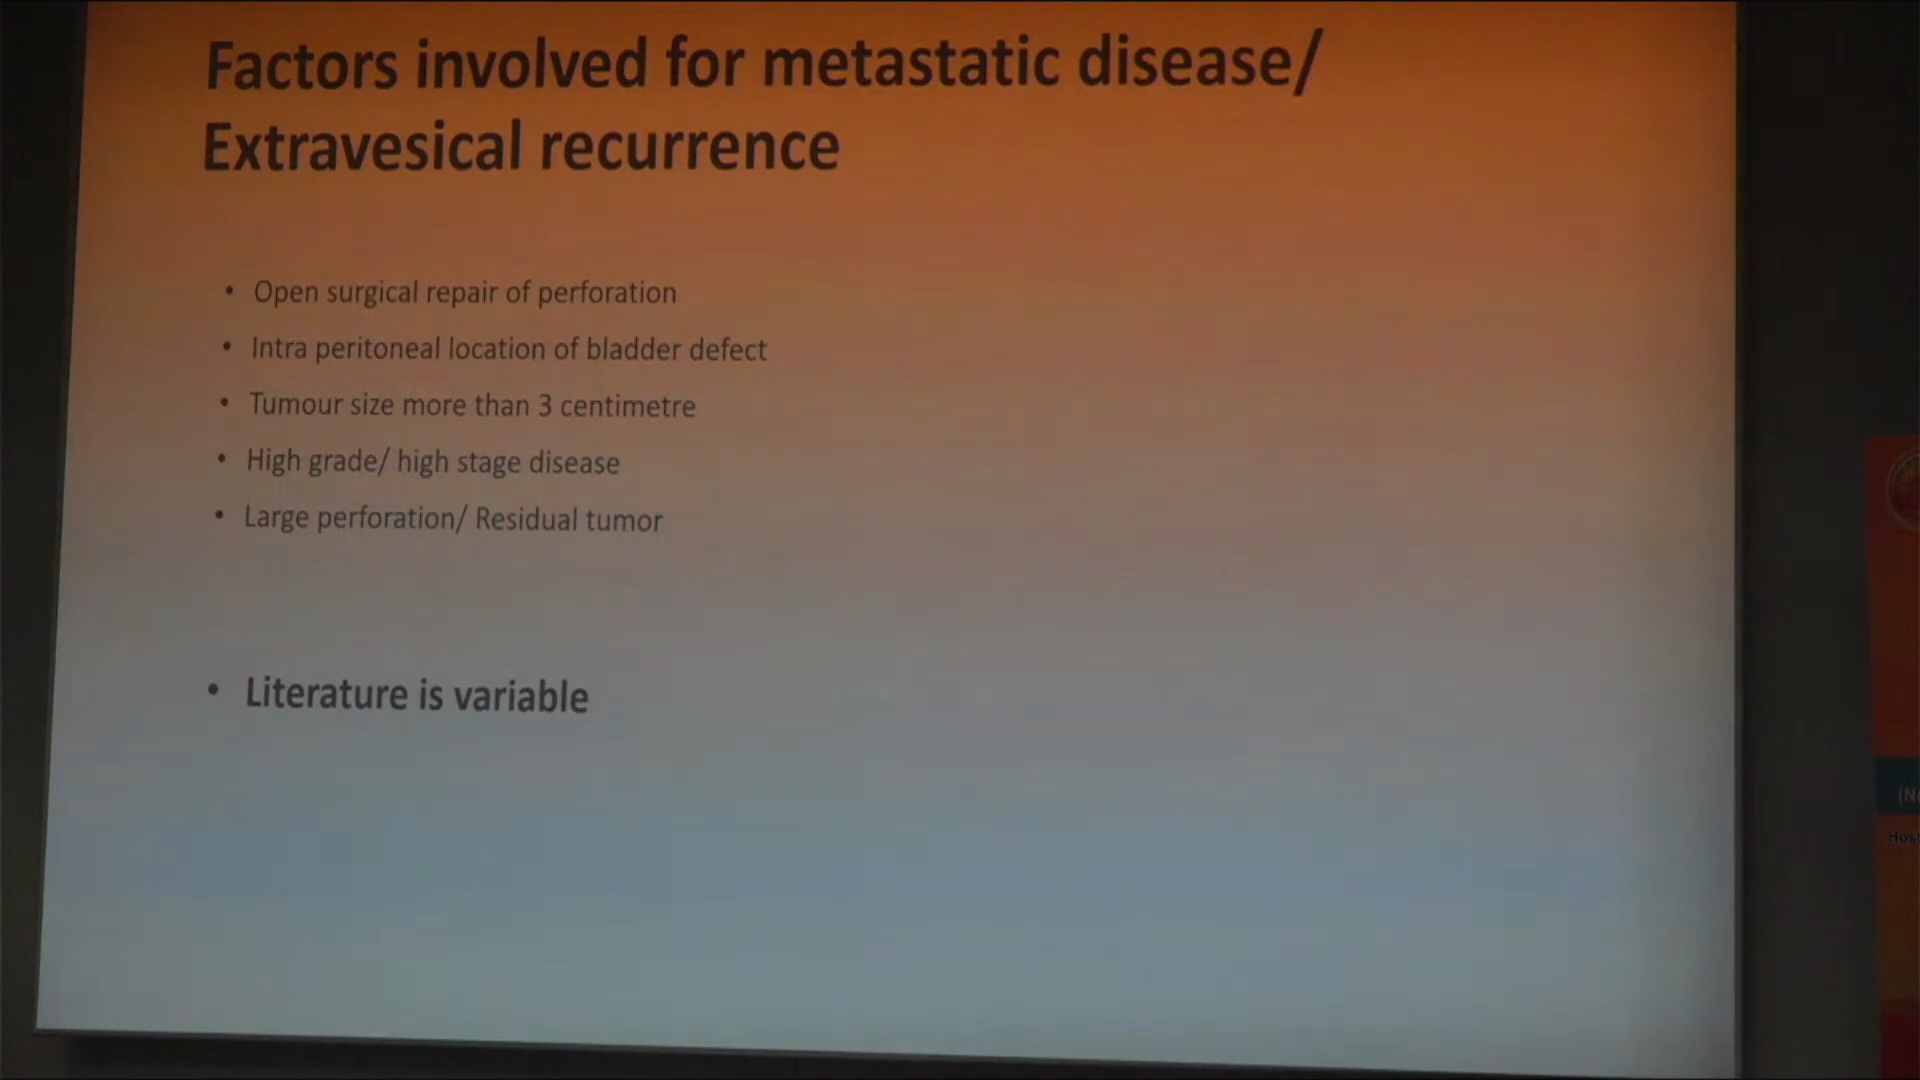 Factors involved for metastatic disease/
Extravesical recurrence
• Open surgical repair of perforation
• Intra peritoneal location of bladder defect
• Tumour size more than 3 centimetre
• High grade/ high stage disease
• Large perforation/ Residual tumor
• Literature is variable